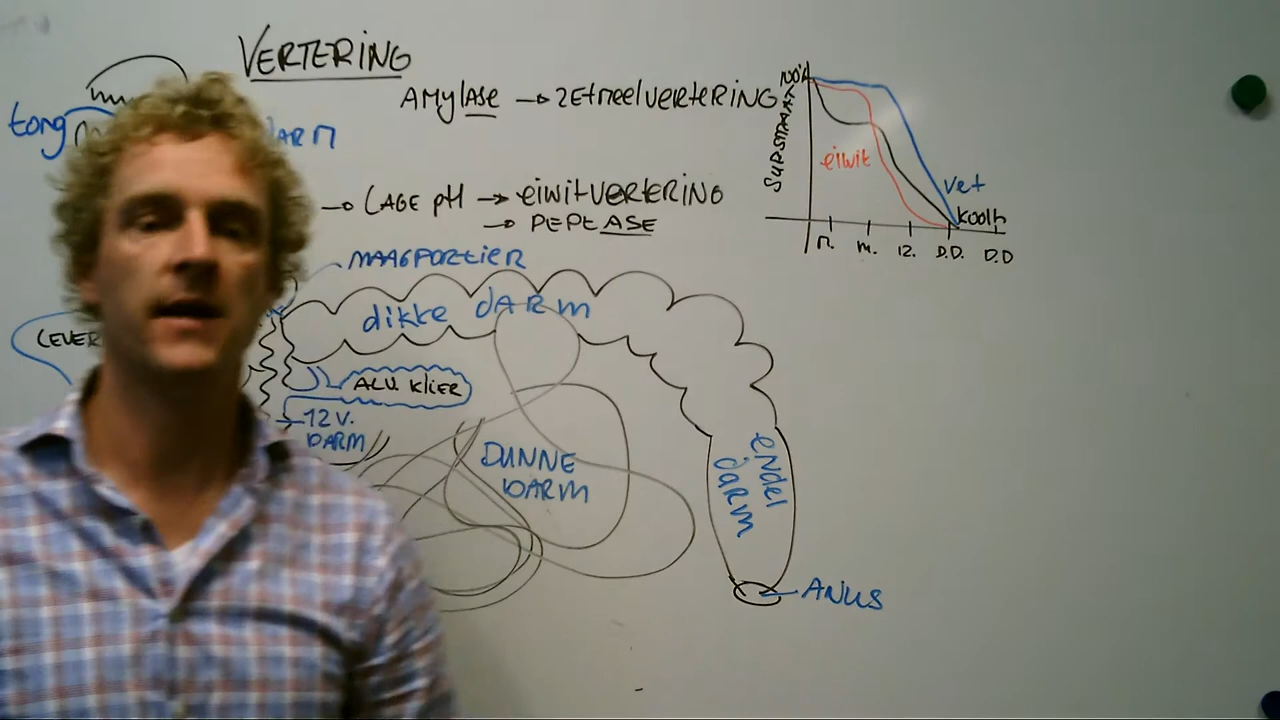 VERTERING
tong
DARM
AMYLASE → ZETMEELVERTERING
→ LAGE pH → EIWITVERTERING
→ PEPTASE
MAAGPORTIER
LEVER
dikke DARM
ALV. KLIER
12 V.
DARM
DUNNE
DARM
ENDEL
DARM
ANUS
100%
SUBSTRAAT
eiwit
vet
koolh
M. M. 12. D.D. D.D